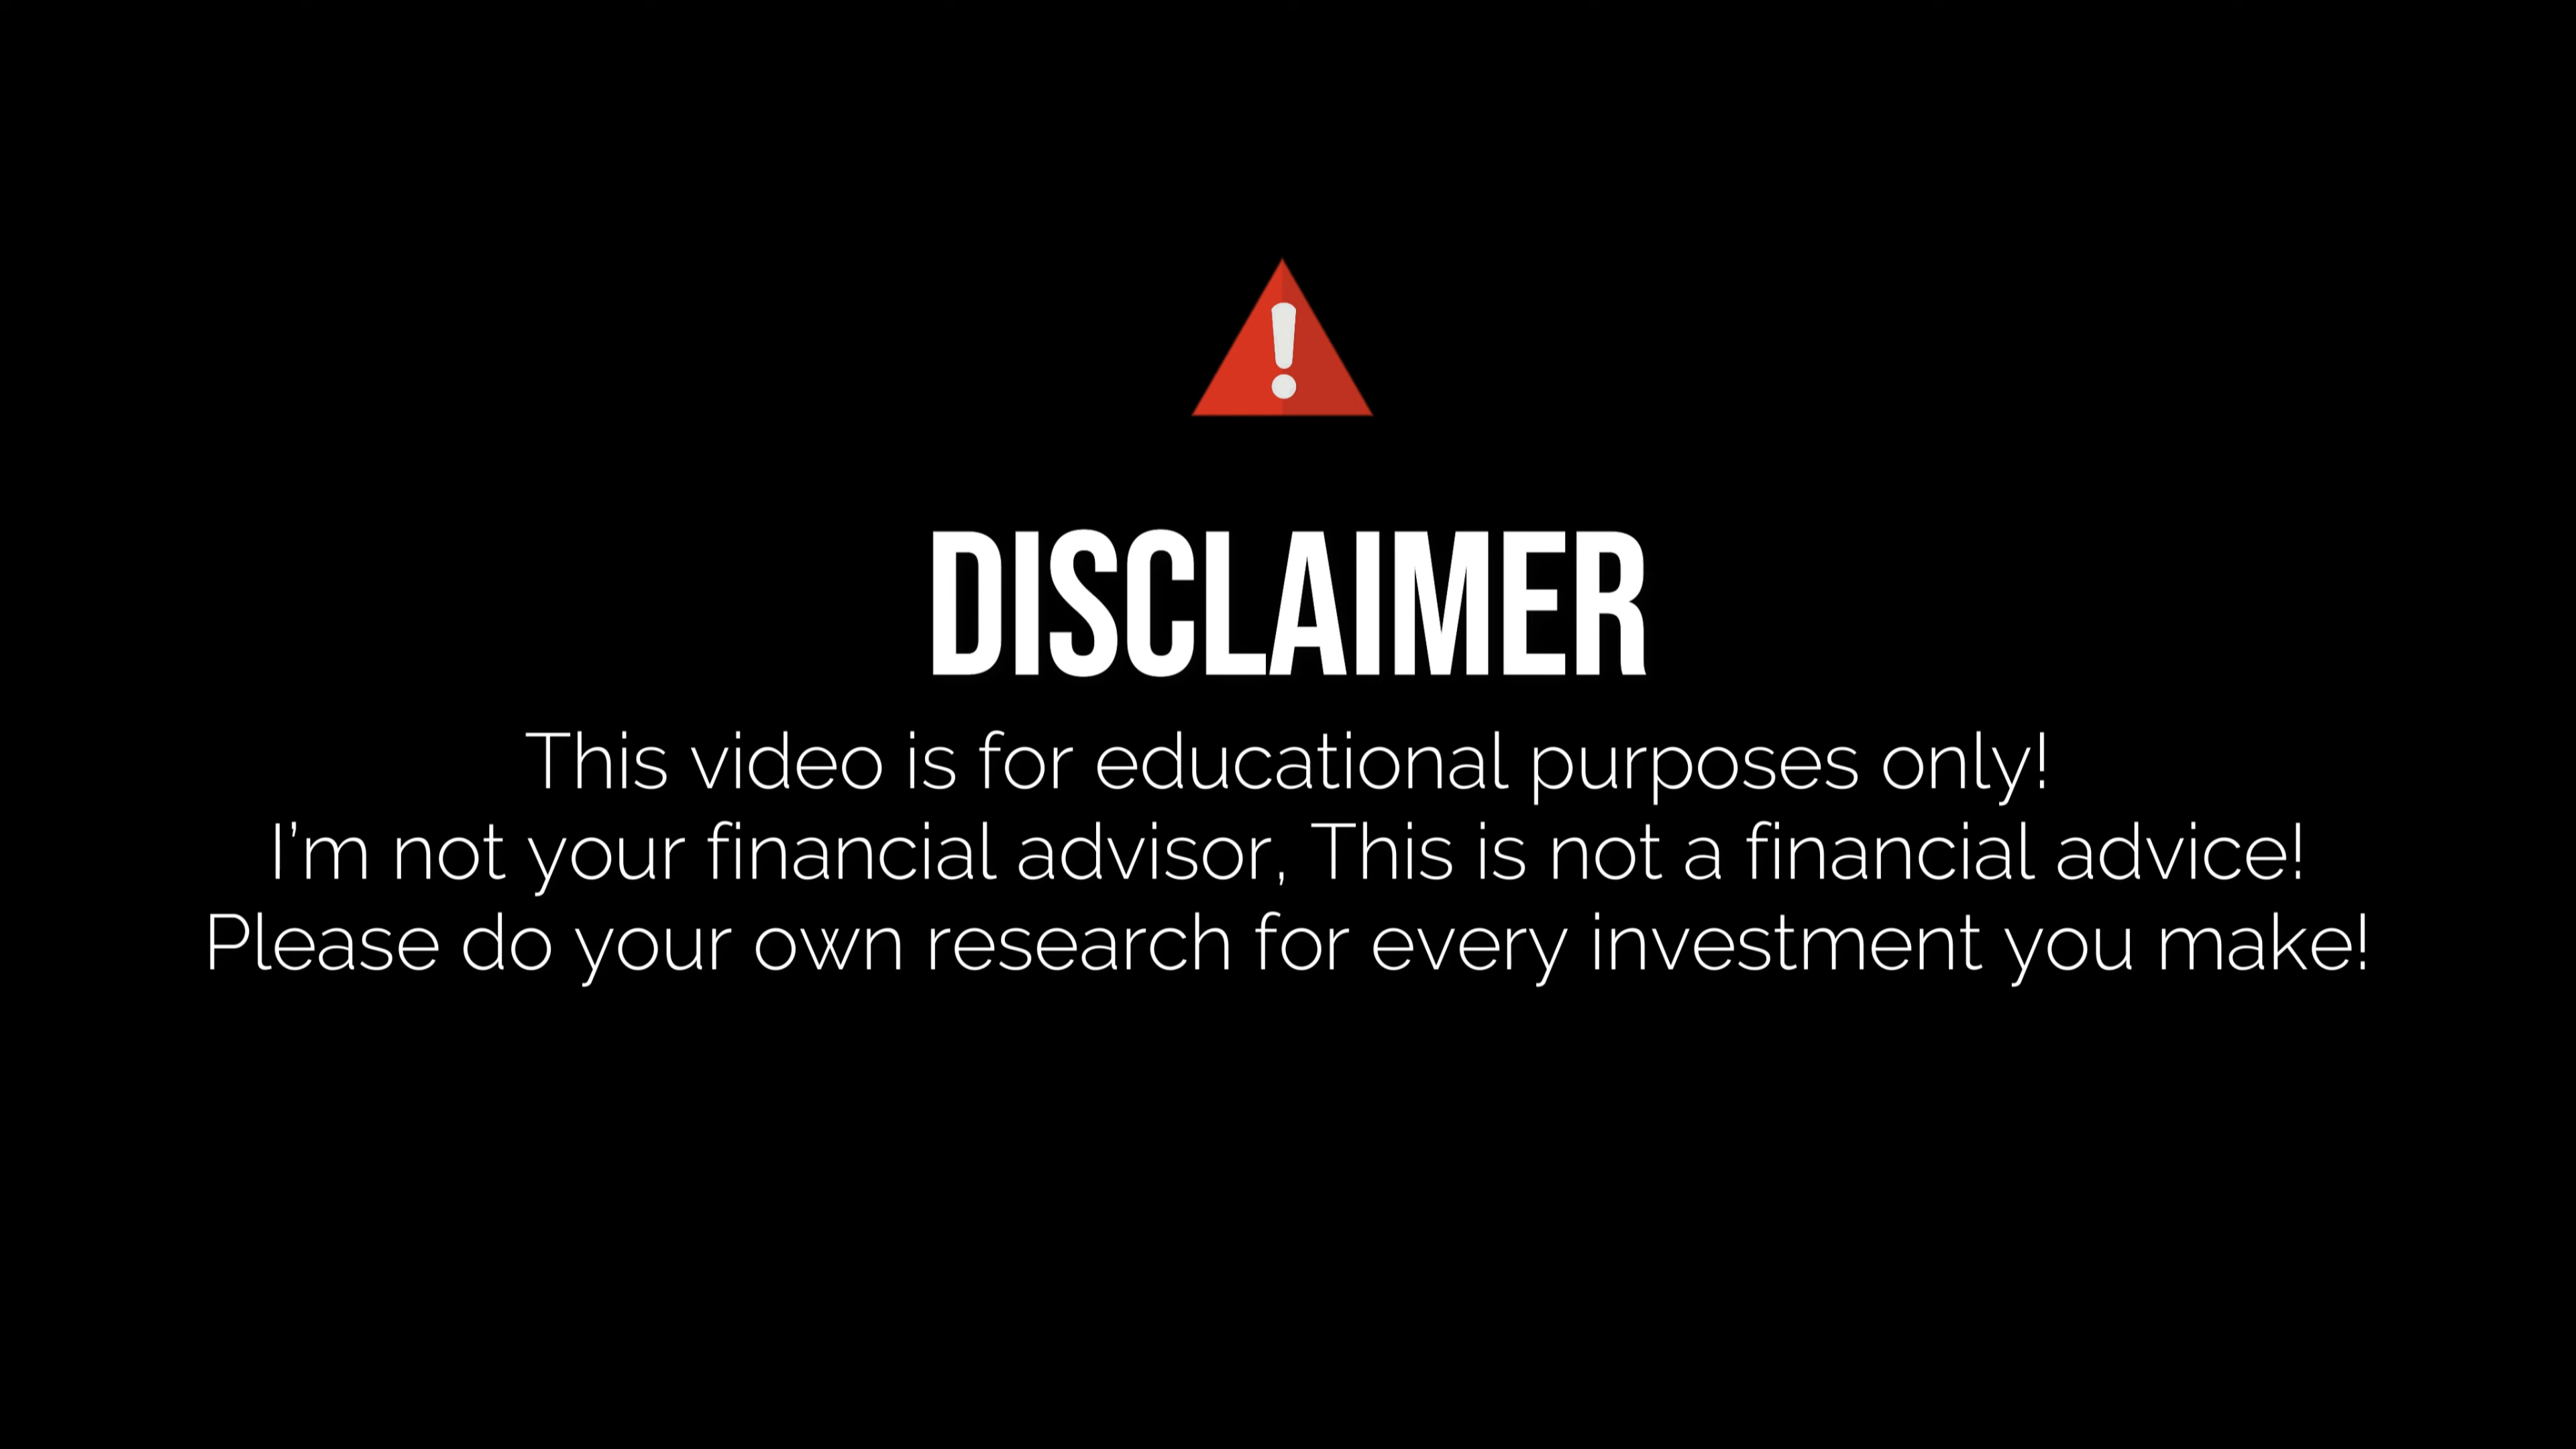 DISCLAIMER
This video is for educational purposes only!
I’m not your financial advisor, This is not a financial advice!
Please do your own research for every investment you make!